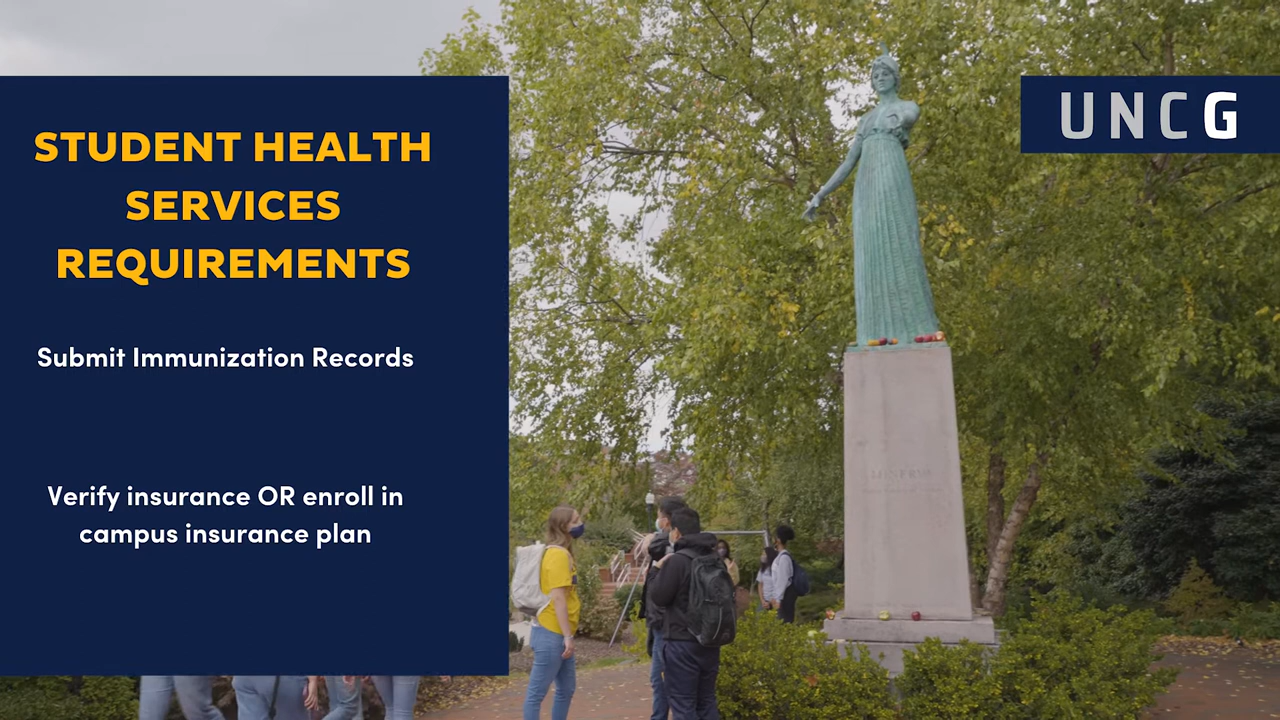 STUDENT HEALTH
SERVICES
REQUIREMENTS
Submit Immunization Records
Verify insurance OR enroll in
campus insurance plan
UNCG